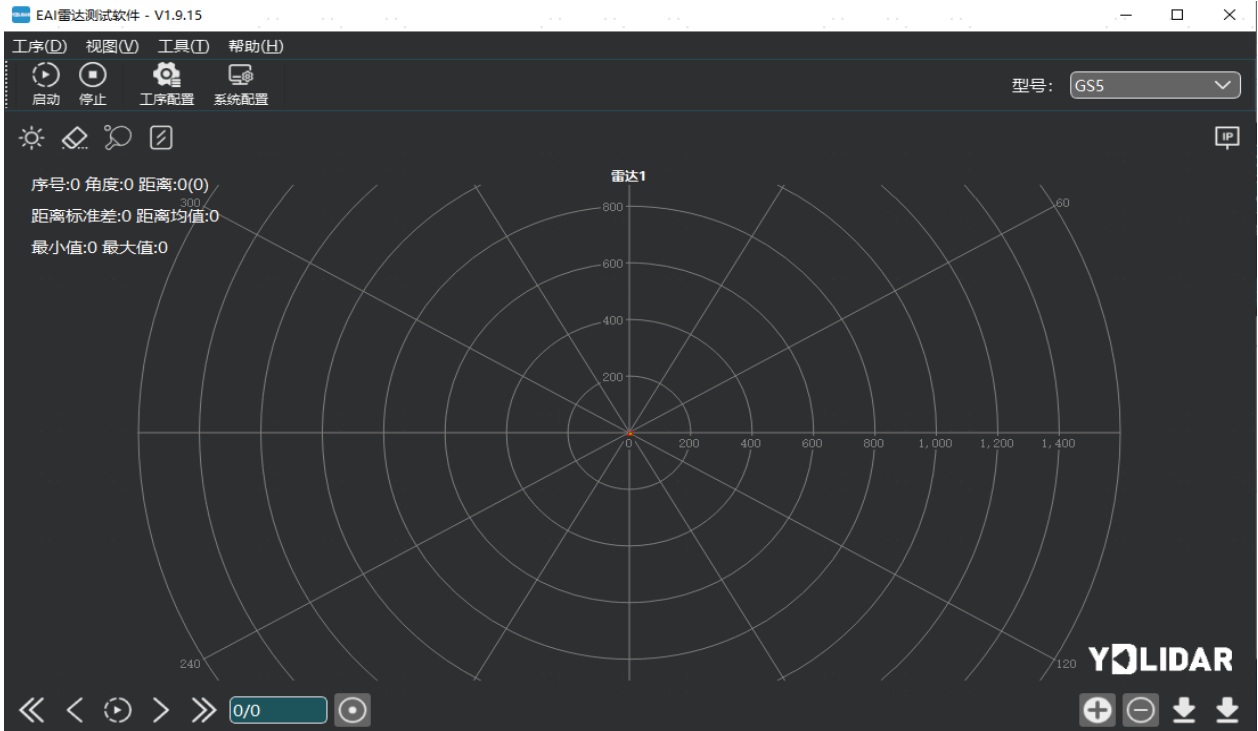 EAI雷达测试软件 - V1.9.15
工序(D) 视图(V) 工具(T) 帮助(H)
启动 停止 工序配置 系统配置
型号: GS5
IP
雷达1
序号:0 角度:0 距离:0(0)
距离标准差:0 距离均值:0
最小值:0 最大值:0
300
60
800
600
400
200
0 200 400 600 800 1,000 1,200 1,400
240
120
YDLIDAR
0/0